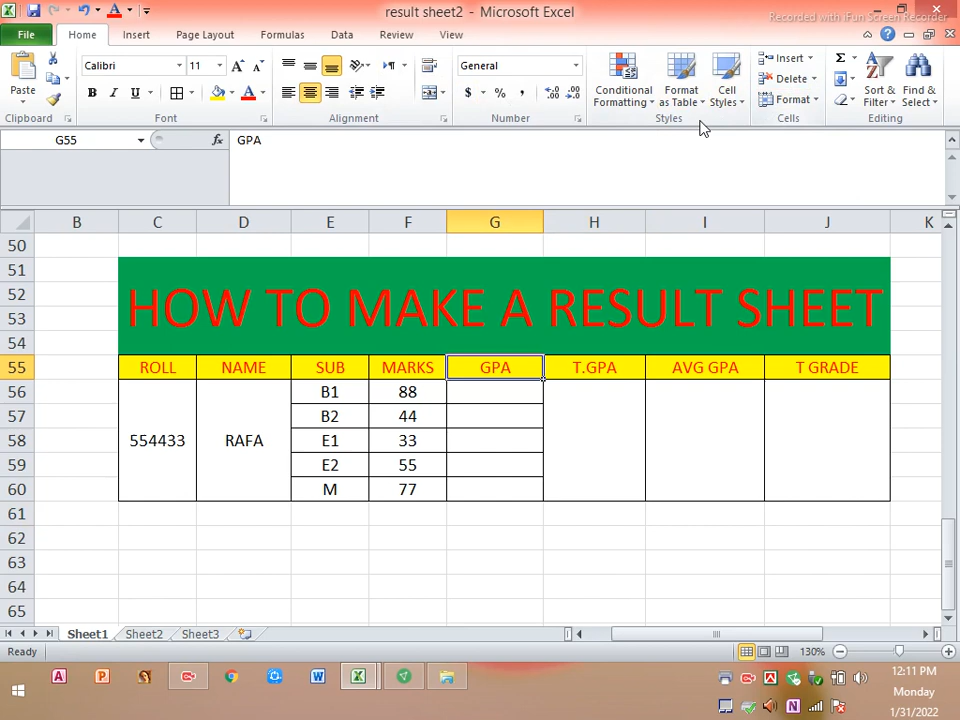 result sheet2 - Microsoft Excel
Recorded with iFun Screen Recorder
File Home Insert Page Layout Formulas Data Review View
Calibri 11 General
Paste
B I U
Conditional Formatting
Format as Table
Cell Styles
Insert
Delete
Format
Sort & Filter
Find & Select
Clipboard Font Alignment Number Styles Cells Editing
G55 fx GPA
B C D E F G H I J K
50
51
52 HOW TO MAKE A RESULT SHEET
53
54
55 ROLL NAME SUB MARKS GPA T.GPA AVG GPA T GRADE
56 B1 88
57 B2 44
58 554433 RAFA E1 33
59 E2 55
60 M 77
61
62
63
64
65
Sheet1 Sheet2 Sheet3
Ready 130%
12:11 PM
Monday
1/31/2022